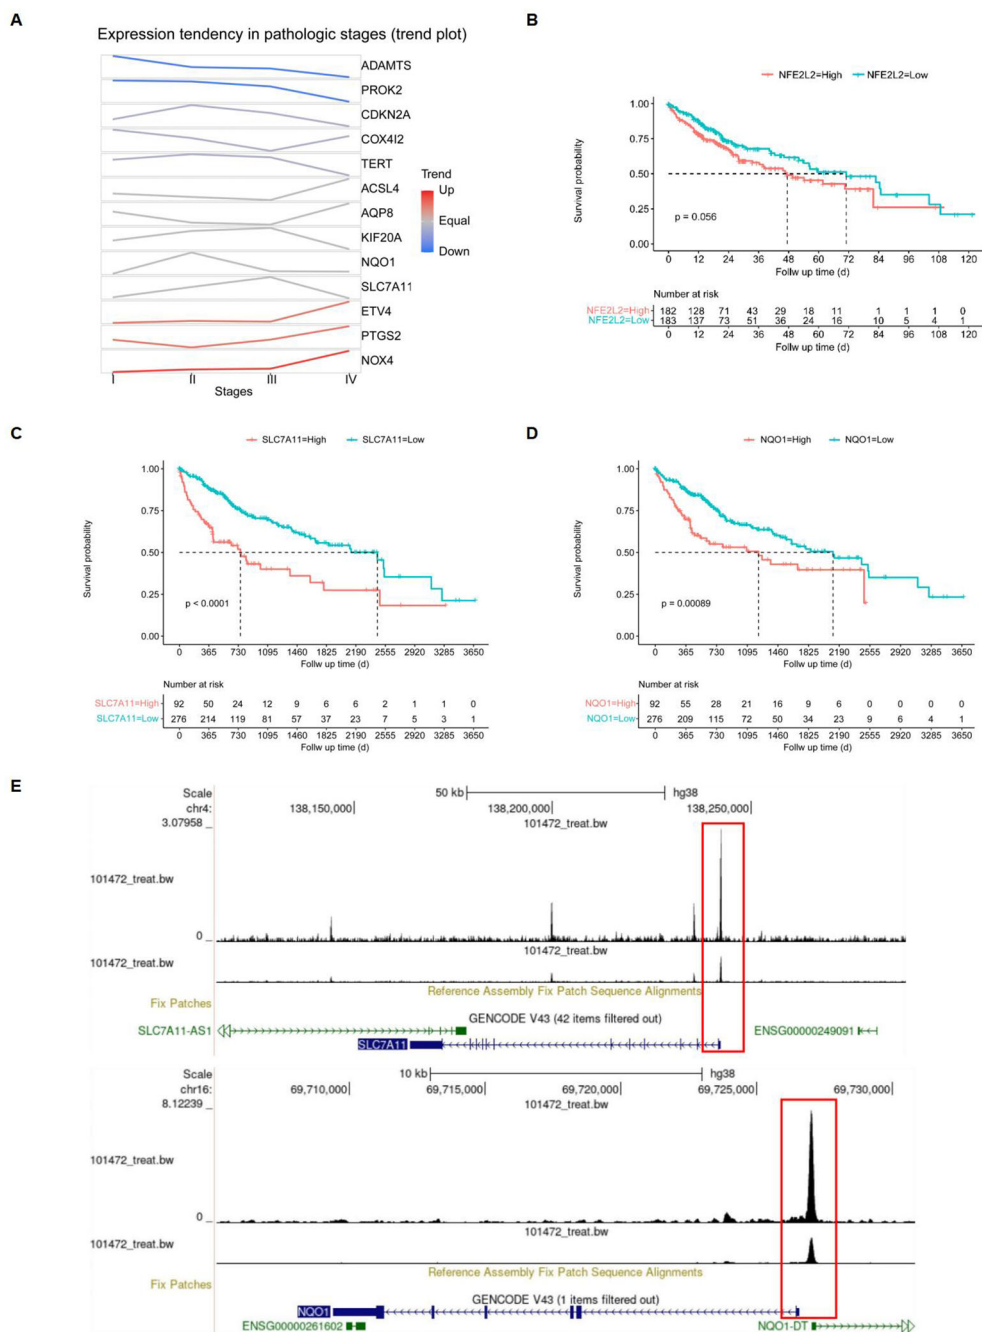 A
Expression tendency in pathologic stages (trend plot)
ADAMTS
PROK2
CDKN2A
COX4I2
TERT
ACSL4
AQP8
KIF20A
NQO1
SLC7A11
ETV4
PTGS2
NOX4
I II III IV
Stages
Trend
Up
Equal
Down
B
NFE2L2=High NFE2L2=Low
Survival probability
1.00
0.75
0.50
0.25
0.00
p = 0.056
0 12 24 36 48 60 72 84 96 108 120
Follw up time (d)
Number at risk
NFE2L2=High 182 128 71 43 29 18 11 1 1 1 0
NFE2L2=Low 183 137 73 51 36 24 16 10 5 4 1
0 12 24 36 48 60 72 84 96 108 120
Follw up time (d)
C
SLC7A11=High SLC7A11=Low
Survival probability
1.00
0.75
0.50
0.25
0.00
p < 0.0001
0 365 730 1095 1460 1825 2190 2555 2920 3285 3650
Follw up time (d)
Number at risk
SLC7A11=High 92 50 24 12 9 6 6 2 1 1 0
SLC7A11=Low 276 214 119 81 57 37 23 7 5 3 1
0 365 730 1095 1460 1825 2190 2555 2920 3285 3650
Follw up time (d)
D
NQO1=High NQO1=Low
Survival probability
1.00
0.75
0.50
0.25
0.00
p = 0.00089
0 365 730 1095 1460 1825 2190 2555 2920 3285 3650
Follw up time (d)
Number at risk
NQO1=High 92 55 28 21 16 9 6 0 0 0 0
NQO1=Low 276 209 115 72 50 34 23 9 6 4 1
0 365 730 1095 1460 1825 2190 2555 2920 3285 3650
Follw up time (d)
E
Scale 50 kb hg38
chr4: 138,150,000 138,200,000 138,250,000
3.07958 _ 101472_treat.bw
101472_treat.bw
0 _
101472_treat.bw
101472_treat.bw
Reference Assembly Fix Patch Sequence Alignments
Fix Patches
GENCODE V43 (42 items filtered out)
SLC7A11-AS1 ENSG00000249091
SLC7A11
Scale 10 kb hg38
chr16: 69,710,000 69,715,000 69,720,000 69,725,000 69,730,000
8.12239 _ 101472_treat.bw
101472_treat.bw
0 _
101472_treat.bw
101472_treat.bw
Reference Assembly Fix Patch Sequence Alignments
Fix Patches
GENCODE V43 (1 items filtered out)
NQO1
ENSG00000261602 NQO1-DT